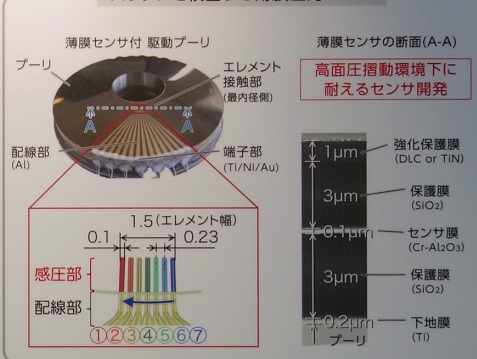 薄膜センサ付 駆動プーリ
プーリ
エレメント
接触部
(最内径側)
A
A
配線部
(Al)
端子部
(Ti/Ni/Au)
1.5(エレメント幅)
0.1
0.23
感圧部
配線部
①②③④⑤⑥⑦
薄膜センサの断面(A-A)
高面圧摺動環境下に
耐えるセンサ開発
1μm
強化保護膜
(DLC or TiN)
3μm
保護膜
(SiO2)
0.1μm
センサ膜
(Cr-Al2O3)
3μm
保護膜
(SiO2)
0.2μm
下地膜
(Ti)
プーリ